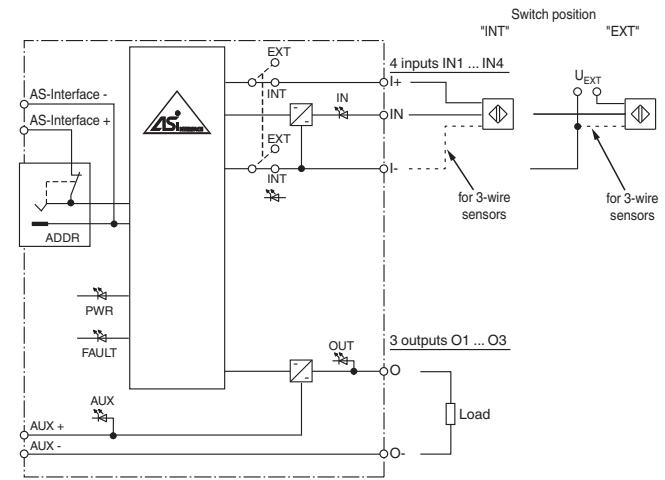 Switch position
"INT"
"EXT"
EXT
4 inputs IN1 ... IN4
U EXT
I+
AS-Interface -
INT
IN
IN
AS-Interface +
ASi INTERFACE
EXT
I-
INT
for 3-wire
sensors
for 3-wire
sensors
ADDR
PWR
FAULT
OUT
3 outputs O1 ... O3
O
AUX
Load
AUX +
AUX -
O-